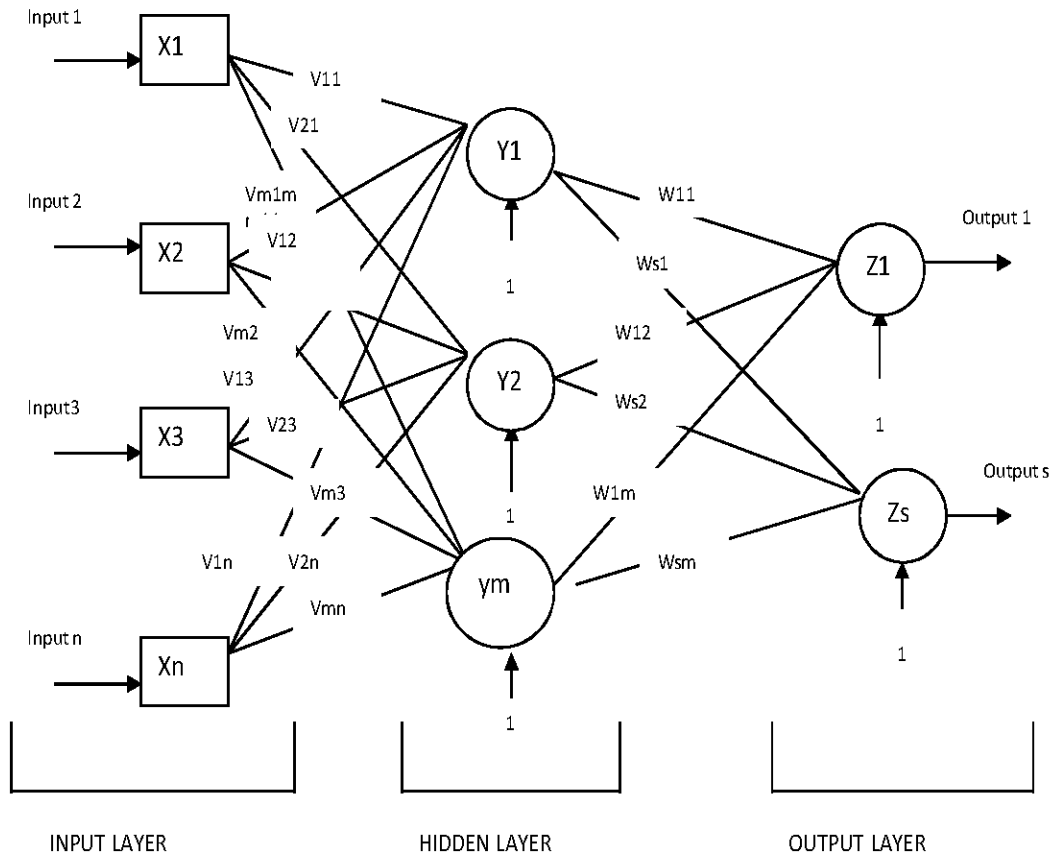 Input 1
X1
V11
V21
Y1
Vm1m
W11
Input 2
Output 1
X2
V12
Ws1
Z1
1
Vm2
W12
V13
Y2
Ws2
Input3
X3
V23
1
Output s
Vm3
W1m
1
Zs
V1n
V2n
ym
Wsm
Vmn
Input n
Xn
1
1
INPUT LAYER
HIDDEN LAYER
OUTPUT LAYER